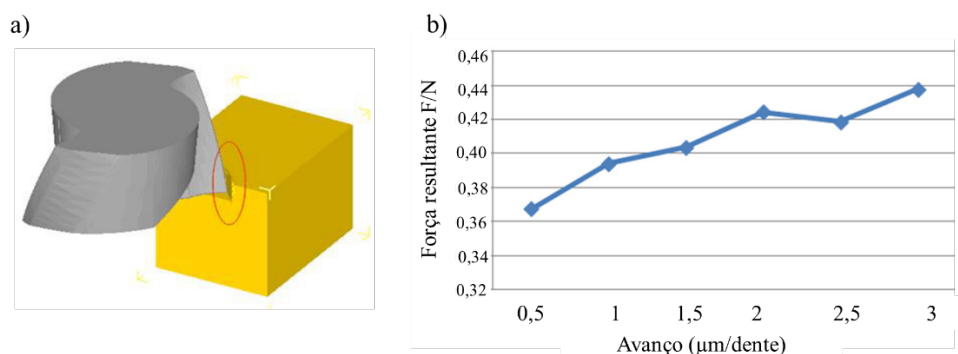 a)
b)
Força resultante F/N
0,46
0,44
0,42
0,40
0,38
0,36
0,34
0,32
0,5 1 1,5 2 2,5 3
Avanço (μm/dente)